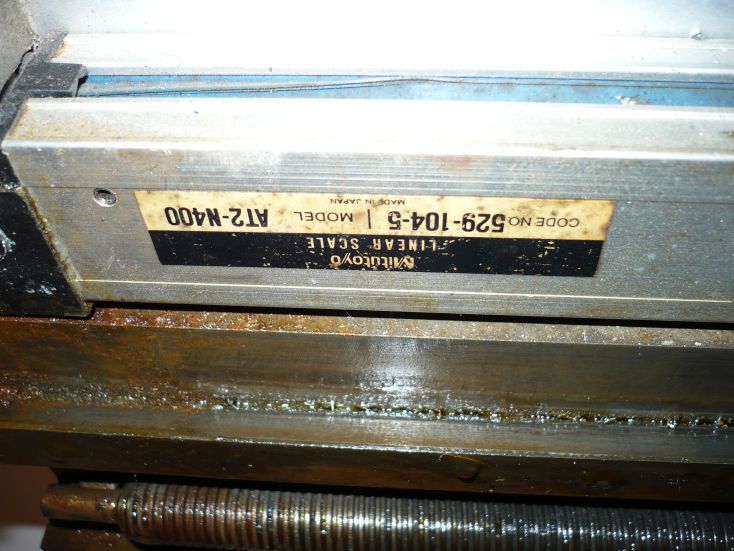 Mitutoyo
LINEAR SCALE
CODE NO. 529-104-5 | MODEL AT2-N400
MADE IN JAPAN